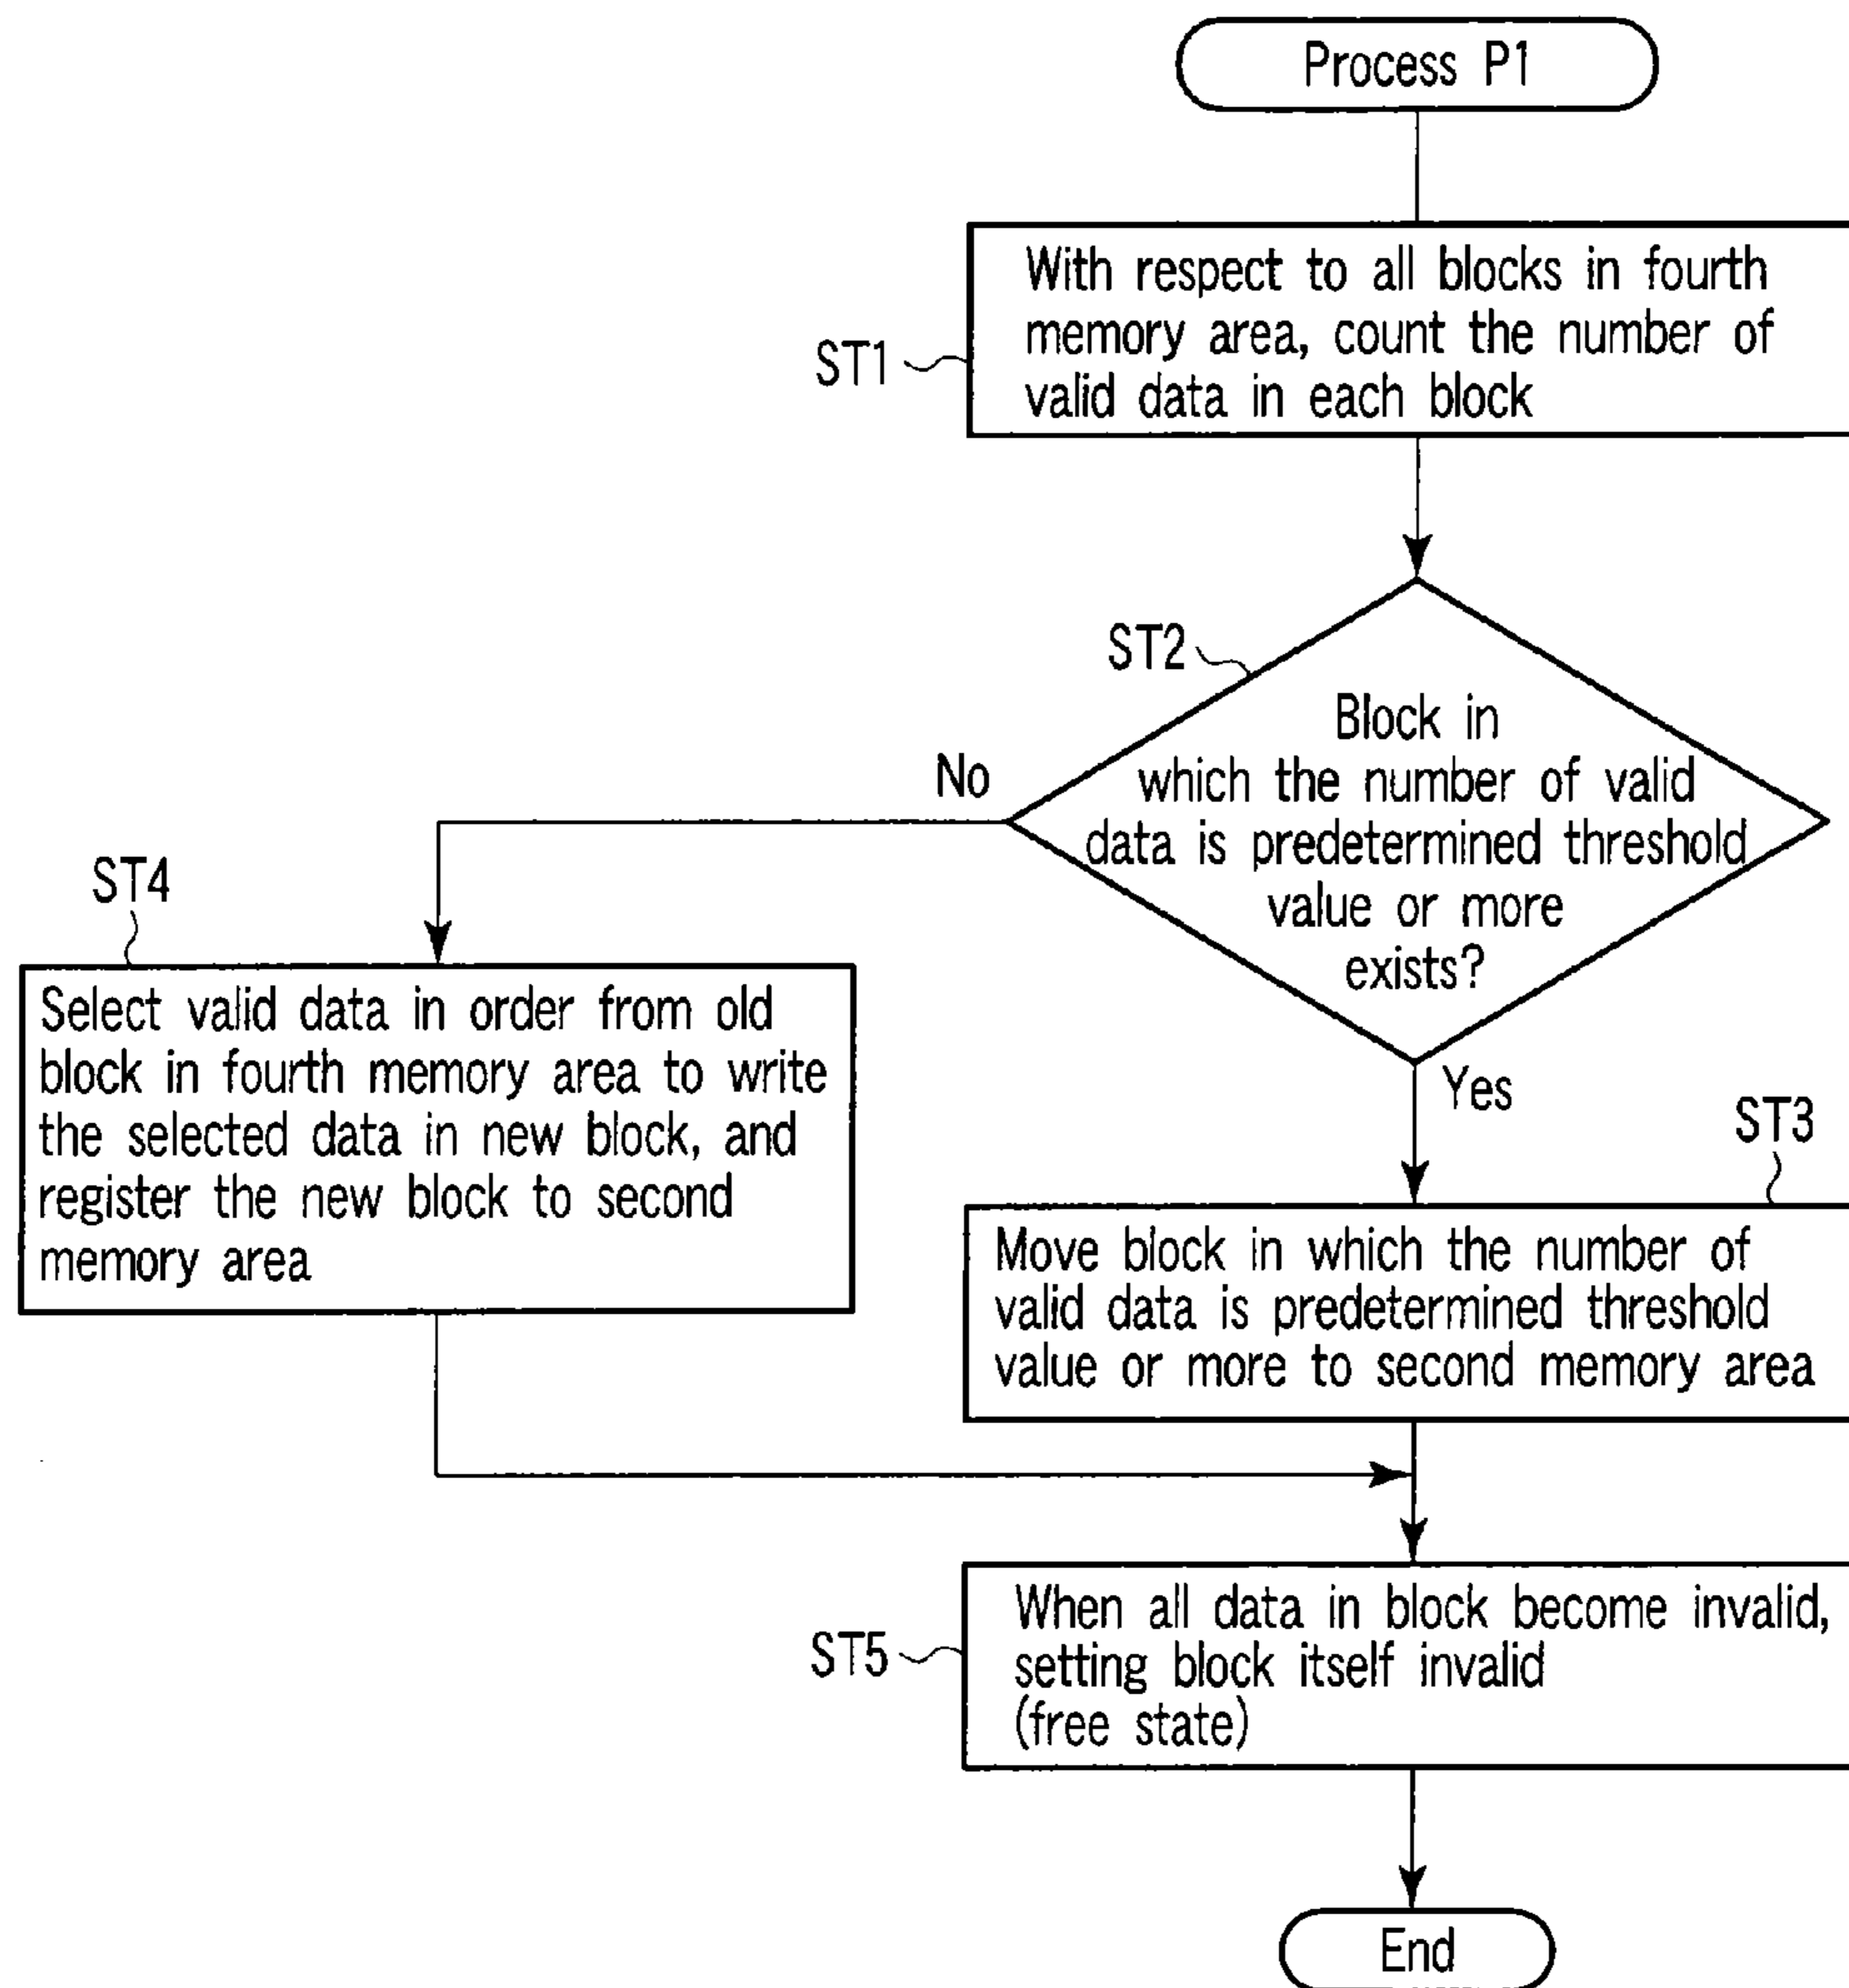 Process P1
With respect to all blocks in fourth
memory area, count the number of
valid data in each block
ST1
ST2
Block in
which the number of valid
data is predetermined threshold
value or more
exists?
No
Yes
ST4
Select valid data in order from old
block in fourth memory area to write
the selected data in new block, and
register the new block to second
memory area
ST3
Move block in which the number of
valid data is predetermined threshold
value or more to second memory area
ST5
When all data in block become invalid,
setting block itself invalid
(free state)
End